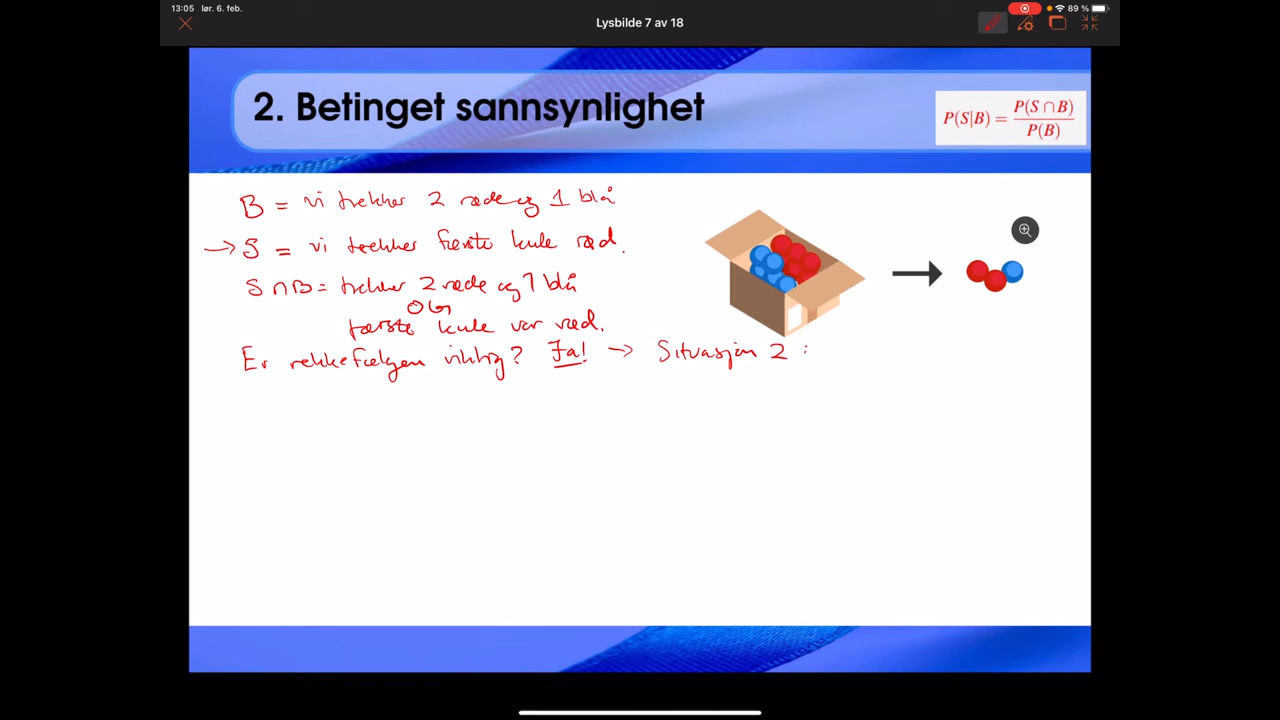 13:05 lør. 6. feb.
89 %
Lysbilde 7 av 18
2. Betinget sannsynlighet
P(S|B) = P(S ∩ B) / P(B)
B = vi trekker 2 røde og 1 blå
→ S = vi trekker første kule rød.
S ∩ B = trekker 2 røde og 1 blå
OG
første kule var rød.
Er rekkefølgen viktig? Ja! → Situasjon 2 :